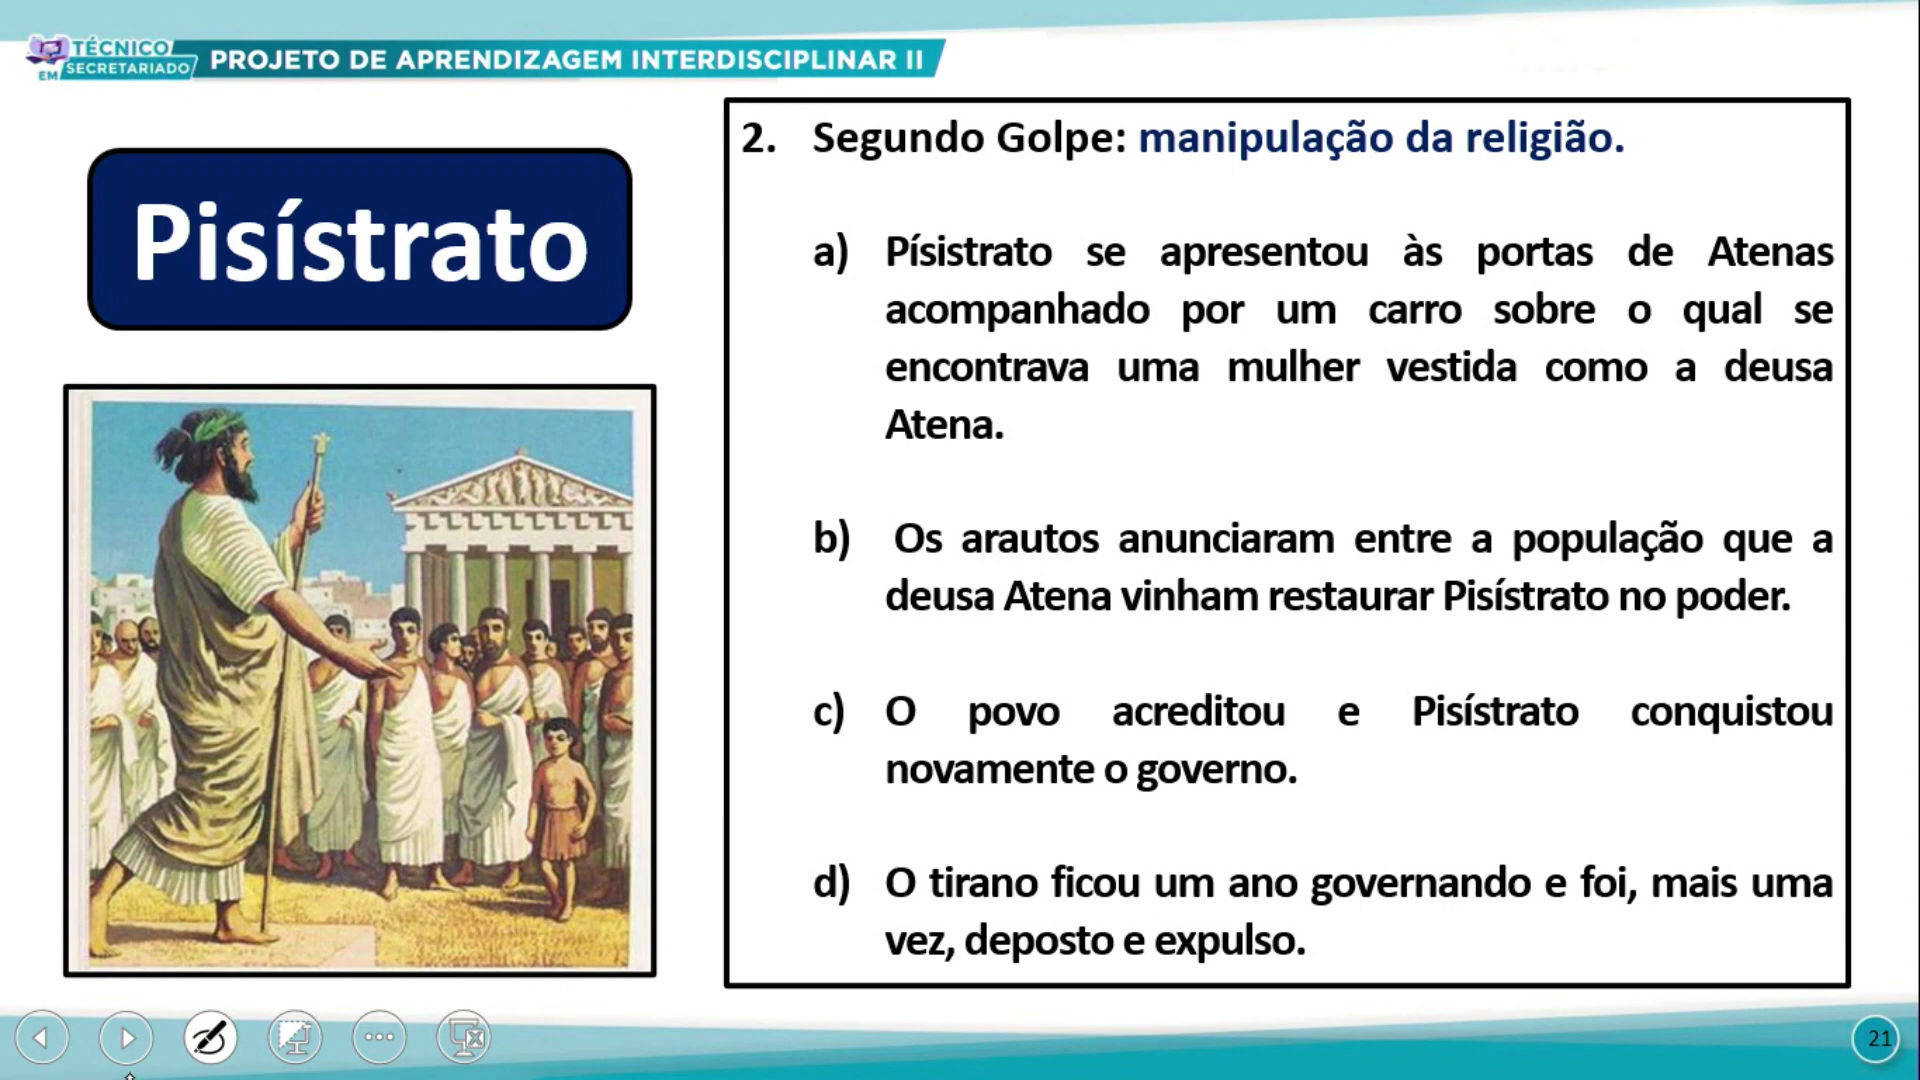 TÉCNICO
EM SECRETARIADO
PROJETO DE APRENDIZAGEM INTERDISCIPLINAR II
Pisístrato
2. Segundo Golpe: manipulação da religião.
a) Písistrato se apresentou às portas de Atenas
acompanhado por um carro sobre o qual se
encontrava uma mulher vestida como a deusa
Atena.
b) Os arautos anunciaram entre a população que a
deusa Atena vinham restaurar Pisístrato no poder.
c) O povo acreditou e Pisístrato conquistou
novamente o governo.
d) O tirano ficou um ano governando e foi, mais uma
vez, deposto e expulso.
21